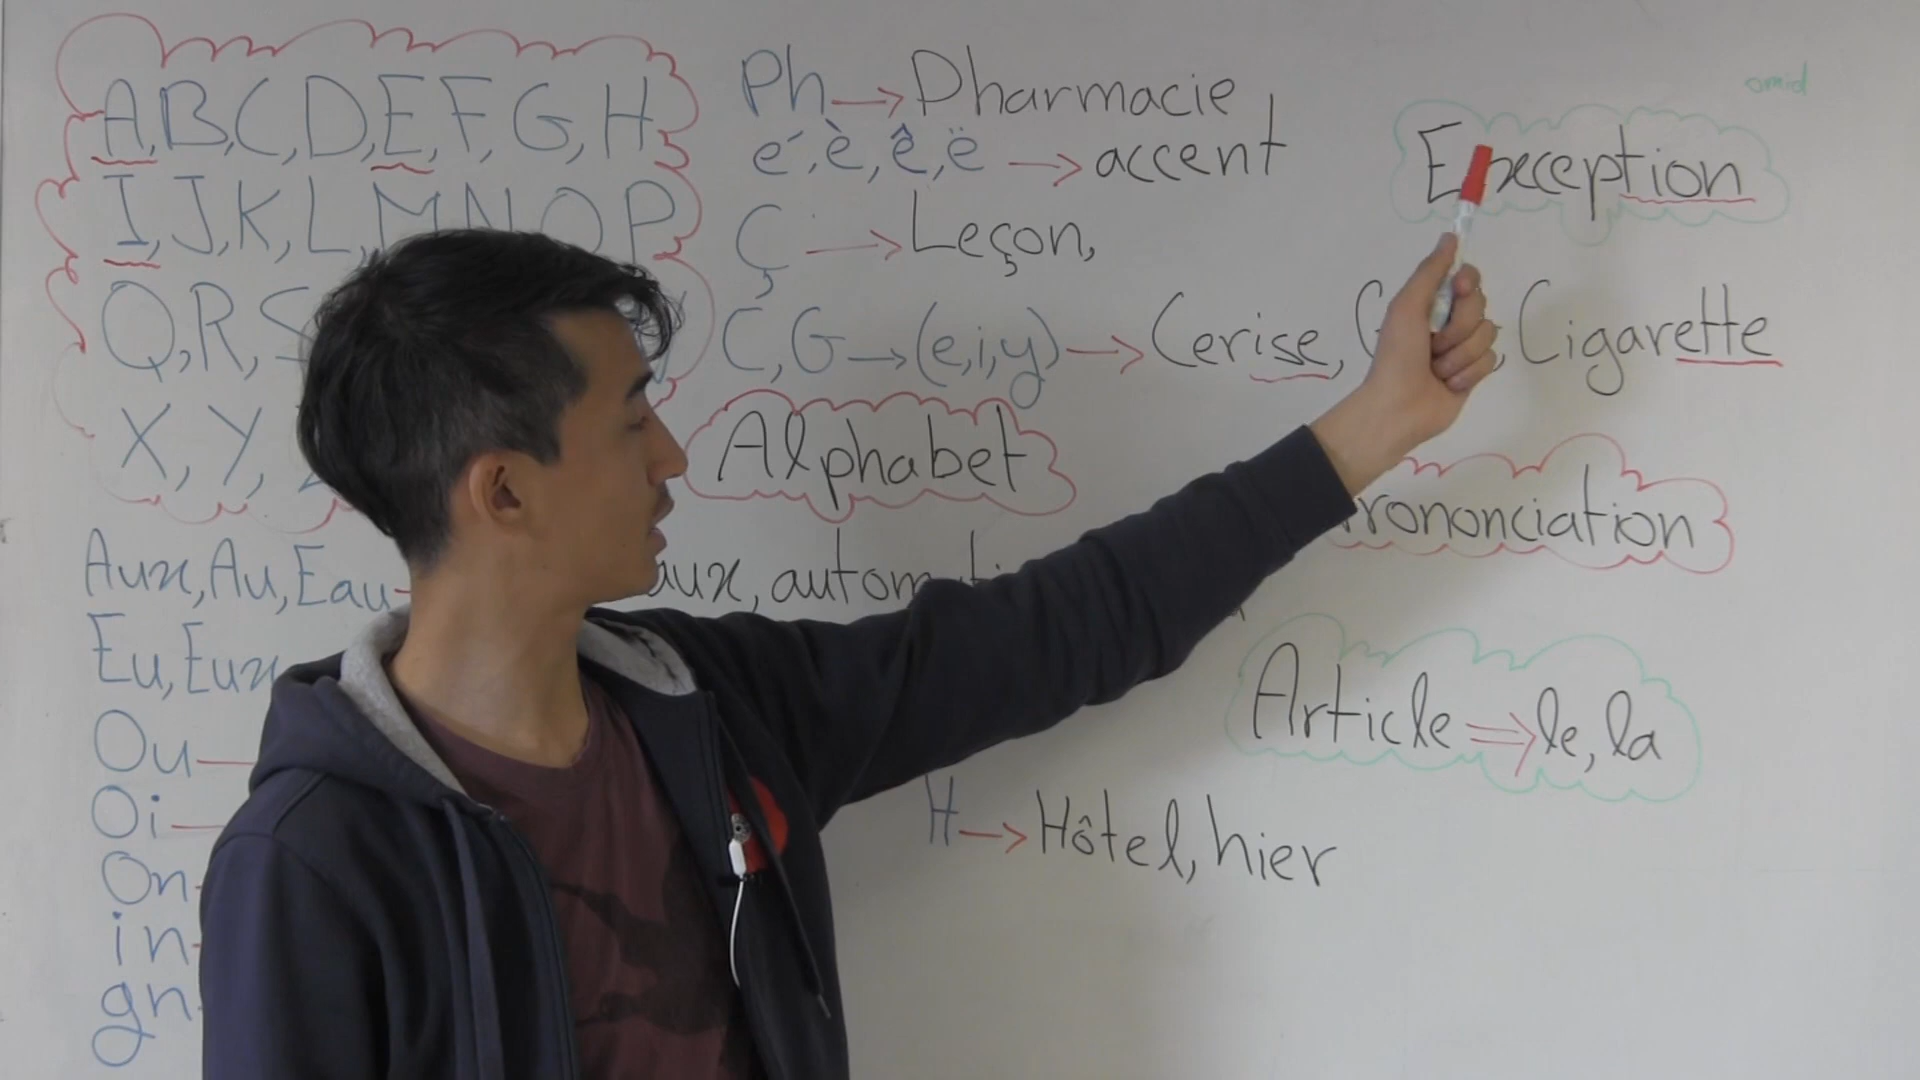 A, B, C, D, E, F, G, H
I, J, K, L, M, N, O, P
Q, R, S
X, Y, Z
Aux, Au, Eau
Eu, Eux
Ou
Oi
On
in
gn
Ph → Pharmacie
é, è, ê, ë → accent
Ç → Leçon,
C, G → (e,i,y) → Cerise, Cigarette
Alphabet
aux,
H → Hôtel, hier
omid
Exception
Prononciation
Article ⇒ le, la